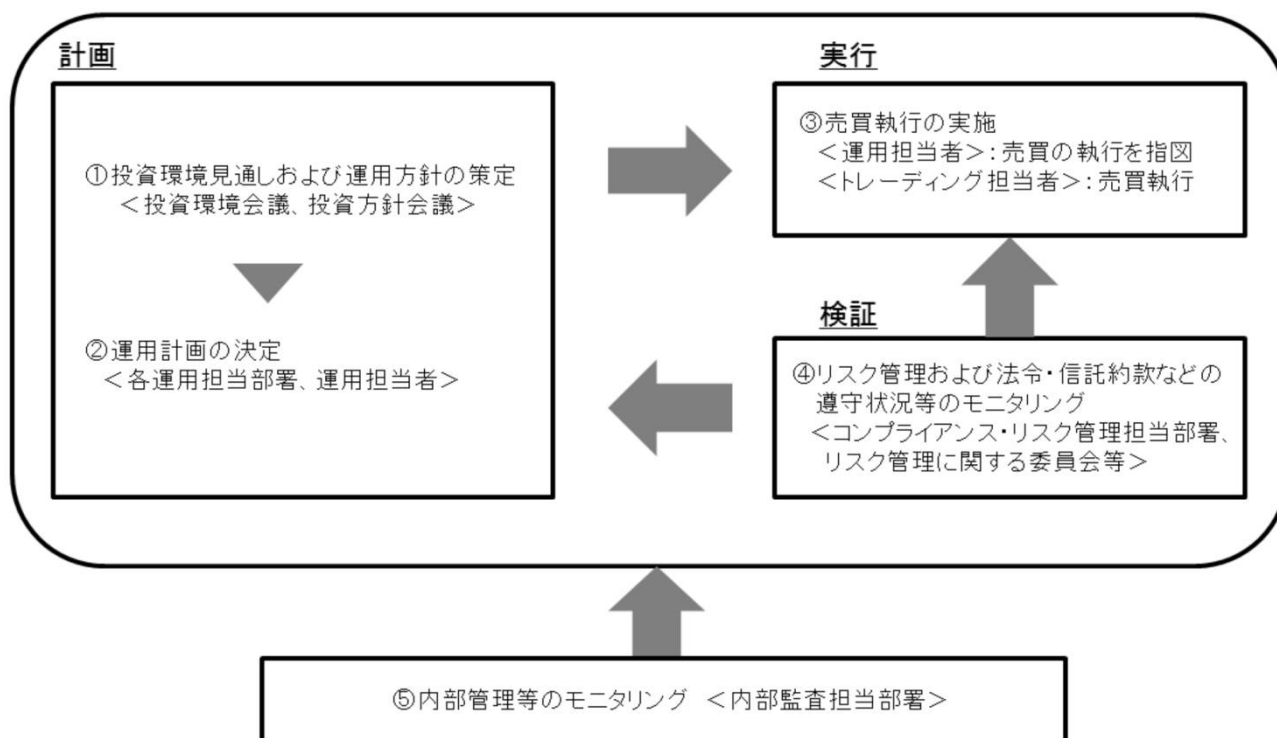 計画
①投資環境見通しおよび運用方針の策定
＜投資環境会議、投資方針会議＞
②運用計画の決定
＜各運用担当部署、運用担当者＞
実行
③売買執行の実施
＜運用担当者＞：売買の執行を指図
＜トレーディング担当者＞：売買執行
検証
④リスク管理および法令・信託約款などの
遵守状況等のモニタリング
＜コンプライアンス・リスク管理担当部署、
リスク管理に関する委員会等＞
⑤内部管理等のモニタリング ＜内部監査担当部署＞